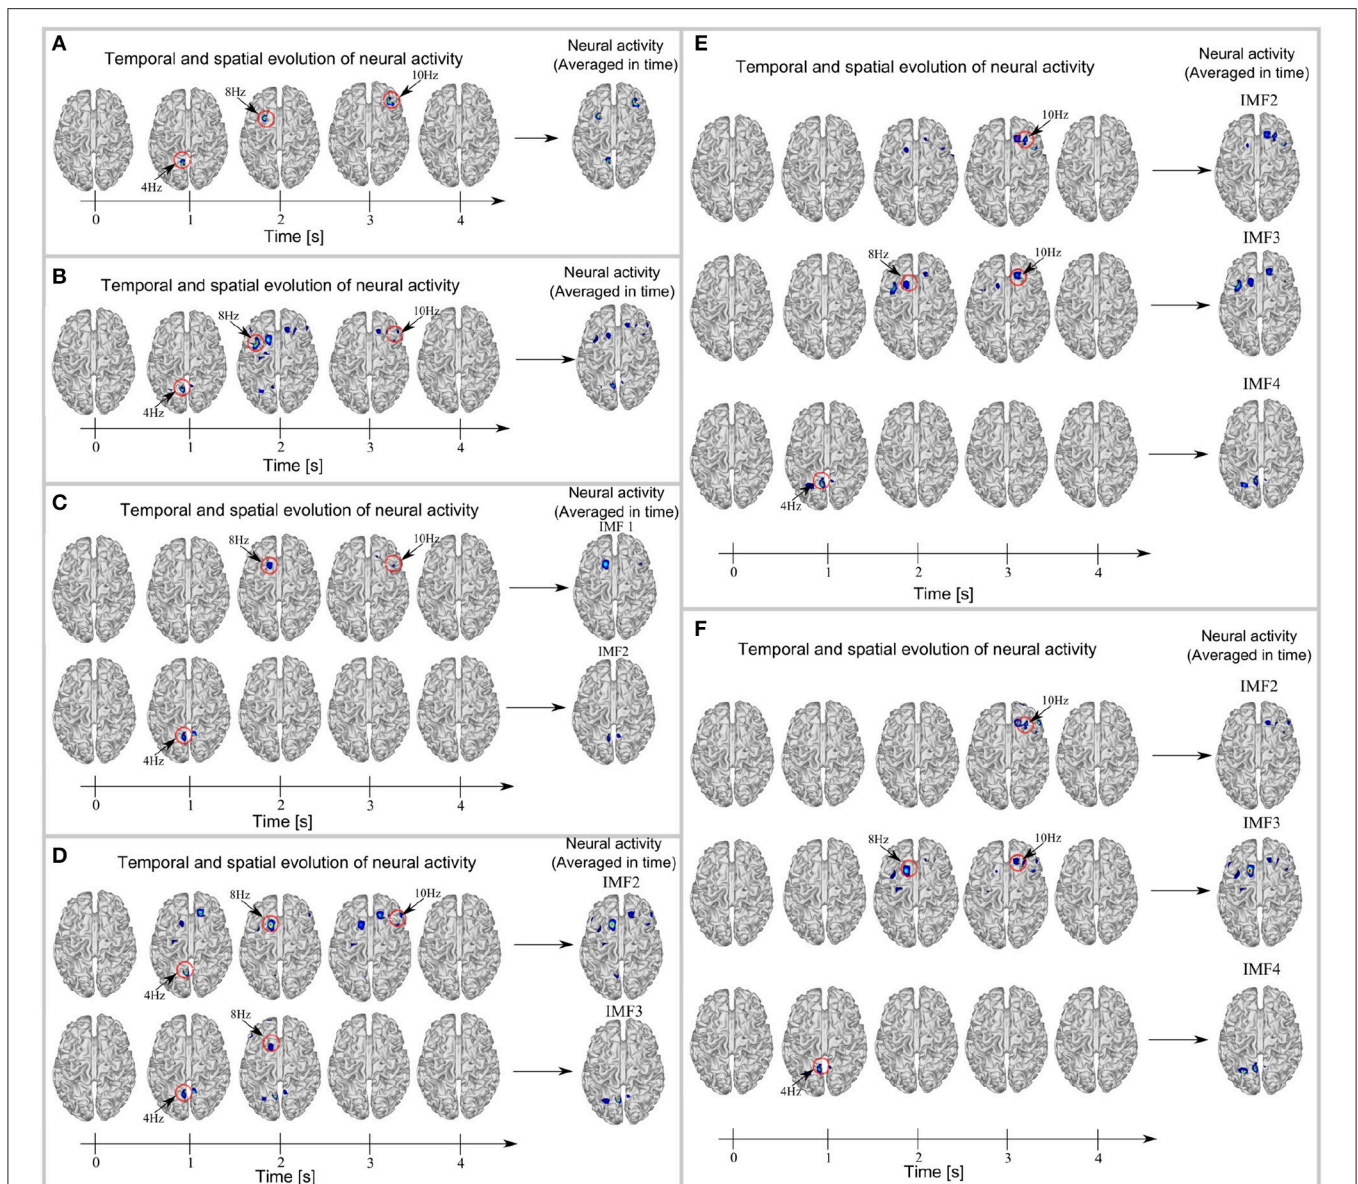 A
Temporal and spatial evolution of neural activity
Neural activity
(Averaged in time)
8Hz
10Hz
4Hz
0 1 2 3 4
Time [s]
B
Temporal and spatial evolution of neural activity
Neural activity
(Averaged in time)
8Hz
10Hz
4Hz
0 1 2 3 4
Time [s]
C
Temporal and spatial evolution of neural activity
Neural activity
(Averaged in time)
IMF 1
8Hz
10Hz
IMF2
4Hz
0 1 2 3 4
Time [s]
D
Temporal and spatial evolution of neural activity
Neural activity
(Averaged in time)
IMF2
8Hz
10Hz
4Hz
IMF3
8Hz
4Hz
0 1 2 3 4
Time [s]
E
Temporal and spatial evolution of neural activity
Neural activity
(Averaged in time)
IMF2
10Hz
IMF3
8Hz
10Hz
IMF4
4Hz
0 1 2 3 4
Time [s]
F
Temporal and spatial evolution of neural activity
Neural activity
(Averaged in time)
IMF2
10Hz
IMF3
8Hz
10Hz
IMF4
4Hz
0 1 2 3 4
Time [s]